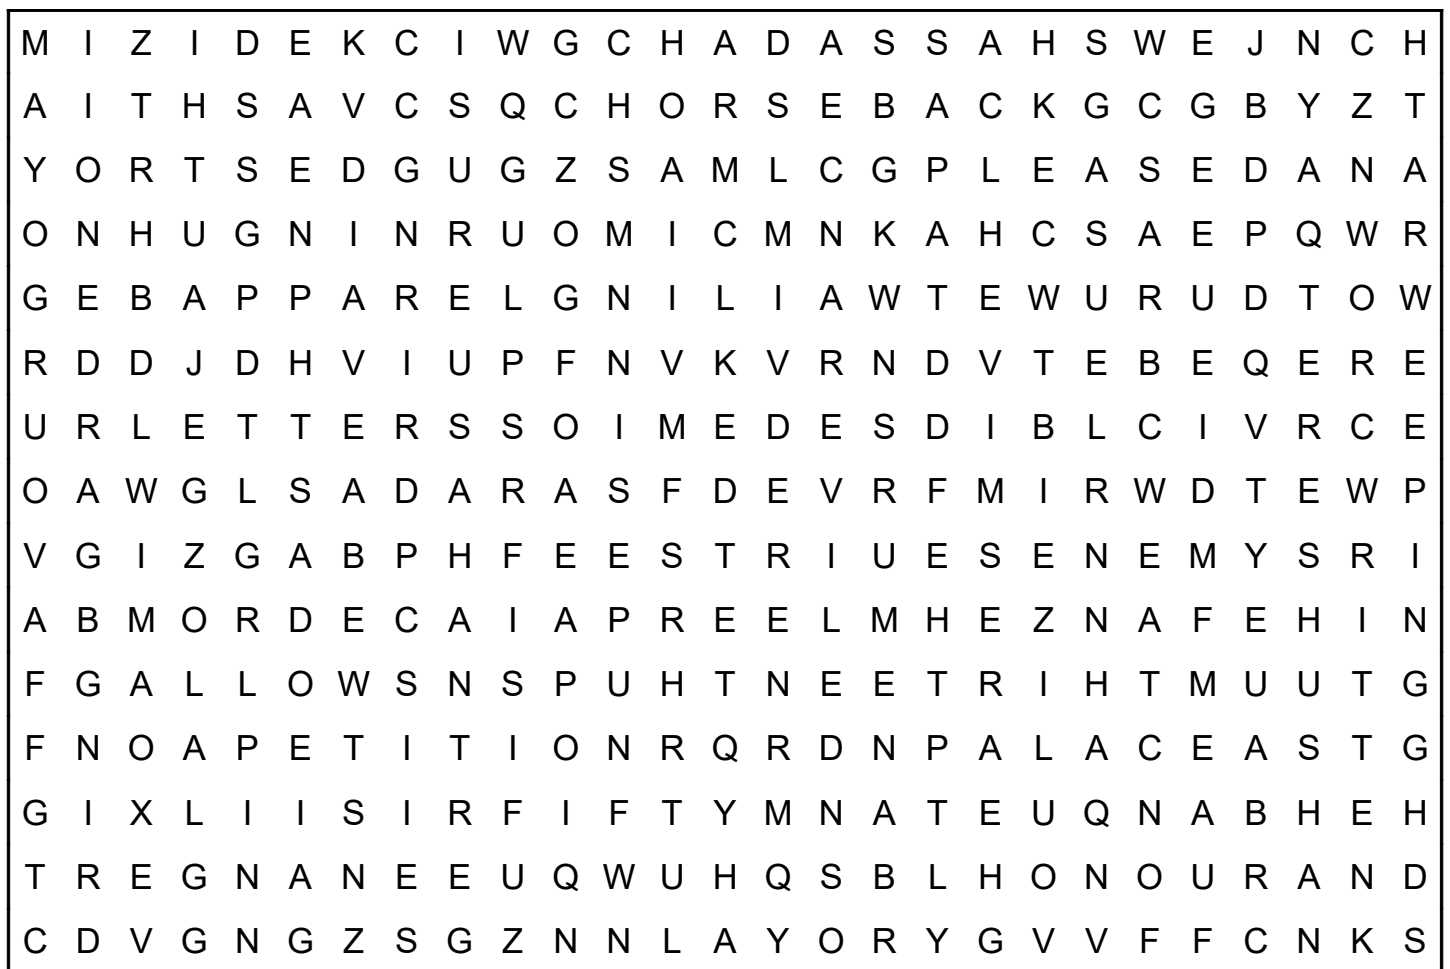 M I Z I D E K C I W G C H A D A S S A H S W E J N C H
A I T H S A V C S Q C H O R S E B A C K G C G B Y Z T
Y O R T S E D G U G Z S A M L C G P L E A S E D A N A
O N H U G N I N R U O M I C M N K A H C S A E P Q W R
G E B A P P A R E L G N I L I A W T E W U R U D T O W
R D D J D H V I U P F N V K V R N D V T E B E Q E R E
U R L E T T E R S S O I M E D E S D I B L C I V R C E
O A W G L S A D A R A S F D E V R F M I R W D T E W P
V G I Z G A B P H F E E S T R I U E S E N E M Y S R I
A B M O R D E C A I A P R E E L M H E Z N A F E H I N
F G A L L O W S N S P U H T N E E T R I H T M U U T G
F N O A P E T I T I O N R Q R D N P A L A C E A S T G
G I X L I I S I R F I F T Y M N A T E U Q N A B H E H
T R E G N A N E E U Q W U H Q S B L H O N O U R A N D
C D V G N G Z S G Z N N L A Y O R Y G V V F F C N K S